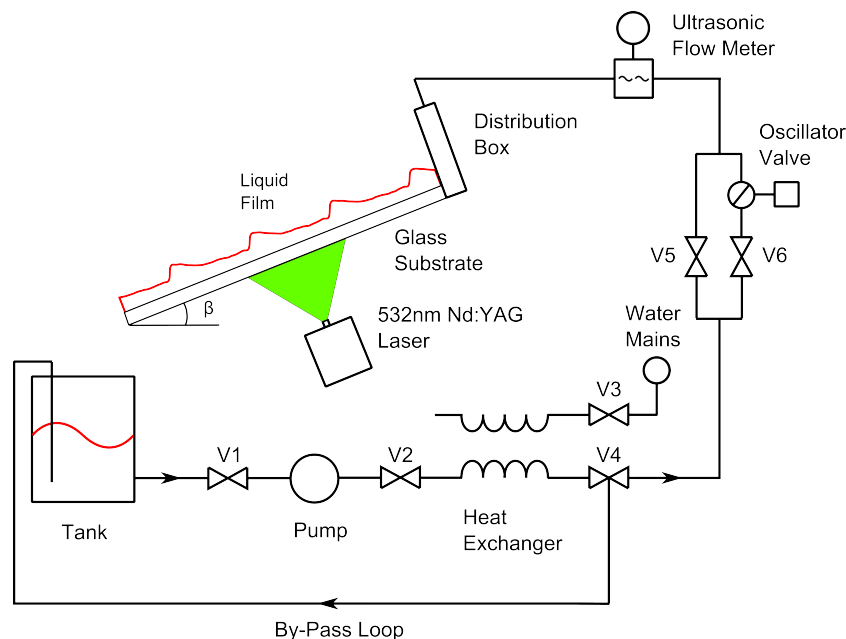 Ultrasonic
Flow Meter
Distribution
Box
Oscillator
Valve
Liquid
Film
Glass
Substrate
V5
V6
β
532nm Nd:YAG
Laser
Water
Mains
V3
V1
V2
V4
Tank
Pump
Heat
Exchanger
By-Pass Loop